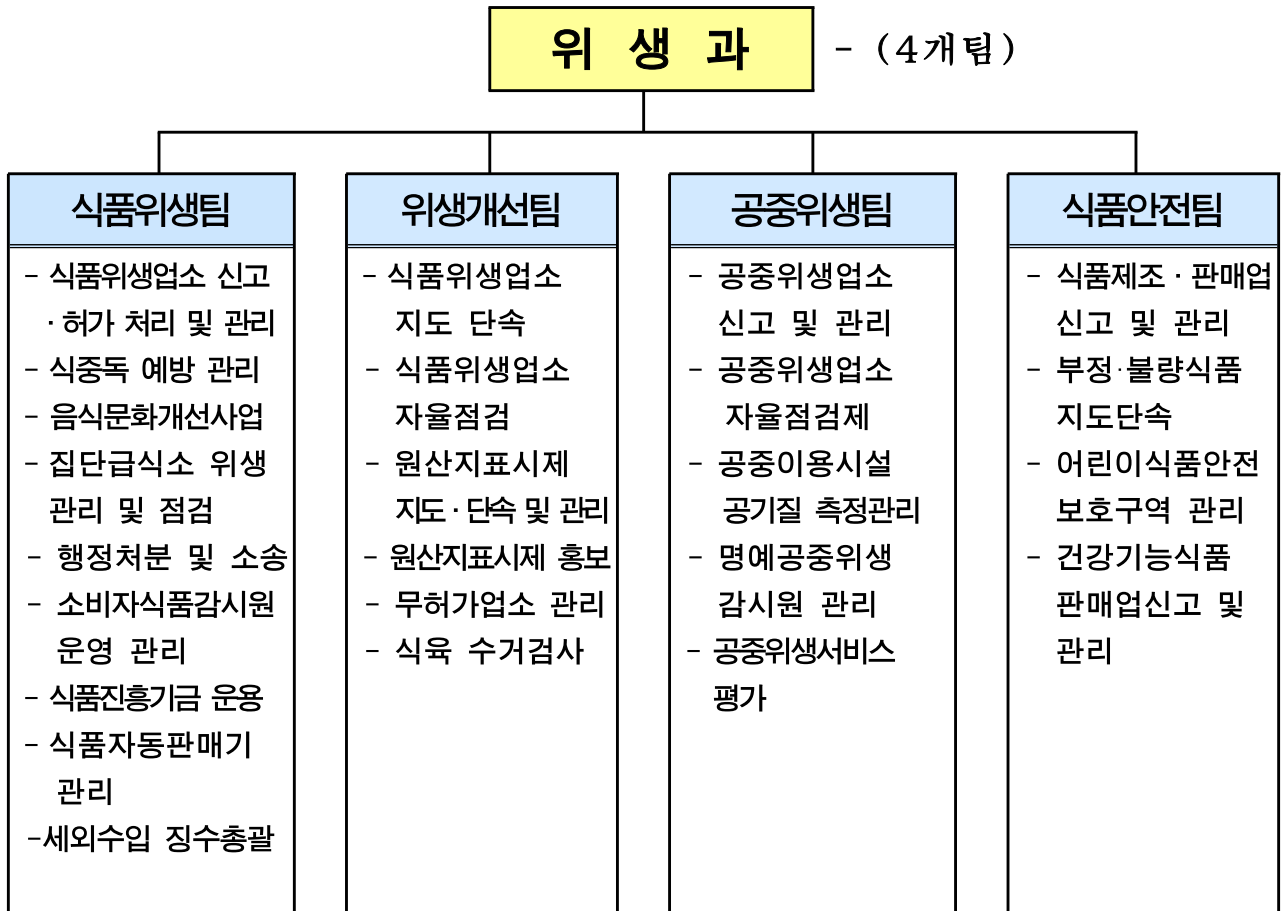 위 생 과 - (4개팀)
식품위생팀
- 식품위생업소 신고
·허가 처리 및 관리
- 식중독 예방 관리
- 음식문화개선사업
- 집단급식소 위생
관리 및 점검
- 행정처분 및 소송
- 소비자식품감시원
운영 관리
- 식품진흥기금 운용
- 식품자동판매기
관리
-세외수입 징수총괄
위생개선팀
- 식품위생업소
지도 단속
- 식품위생업소
자율점검
- 원산지표시제
지도·단속 및 관리
- 원산지표시제 홍보
- 무허가업소 관리
- 식육 수거검사
공중위생팀
- 공중위생업소
신고 및 관리
- 공중위생업소
자율점검제
- 공중이용시설
공기질 측정관리
- 명예공중위생
감시원 관리
- 공중위생서비스
평가
식품안전팀
- 식품제조·판매업
신고 및 관리
- 부정·불량식품
지도단속
- 어린이식품안전
보호구역 관리
- 건강기능식품
판매업신고 및
관리